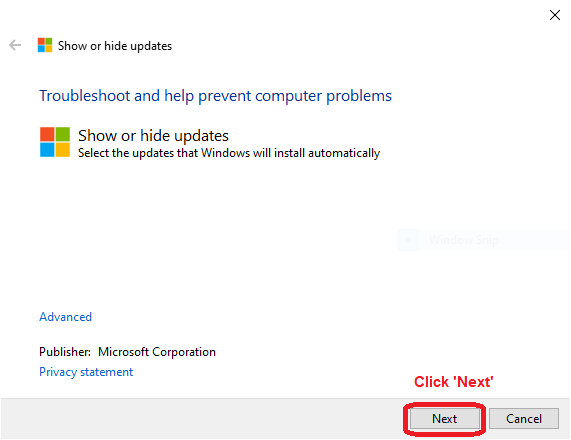 Show or hide updates
Troubleshoot and help prevent computer problems
Show or hide updates
Select the updates that Windows will install automatically
Window Snip
Advanced
Publisher: Microsoft Corporation
Privacy statement
Click 'Next'
Next
Cancel